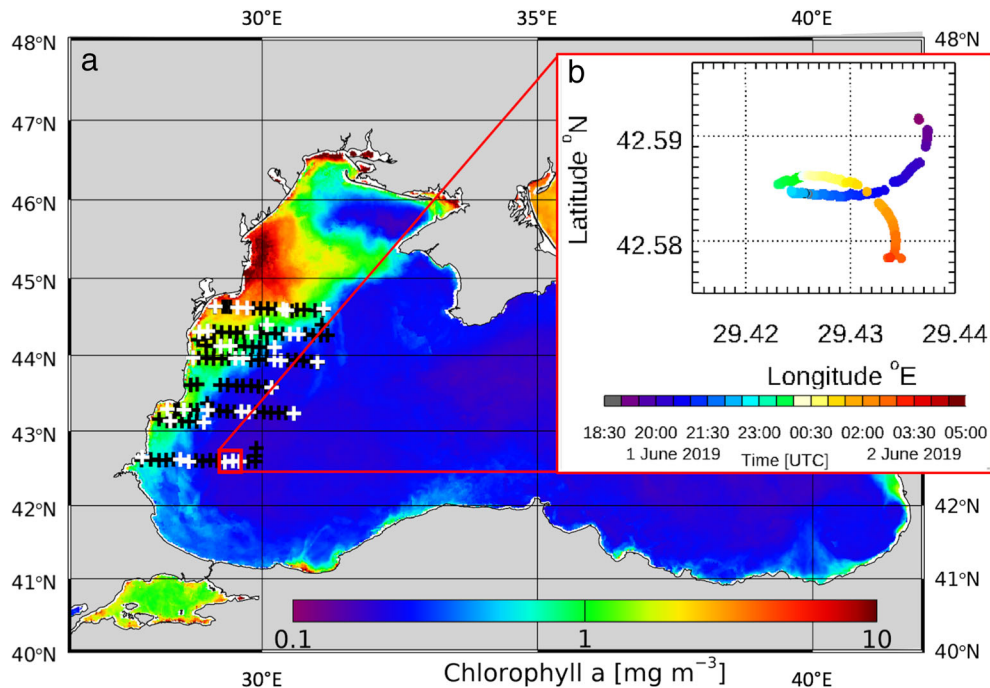 30°E 35°E 40°E
48°N 48°N
a
b
47°N
46°N
45°N
44°N
43°N
42°N 42°N
41°N 41°N
40°N 40°N
Latitude °N
42.59
42.58
29.42 29.43 29.44
Longitude °E
18:30 20:00 21:30 23:00 00:30 02:00 03:30 05:00
1 June 2019 Time [UTC] 2 June 2019
0.1 1 10
Chlorophyll a [mg m⁻³]
30°E 35°E 40°E